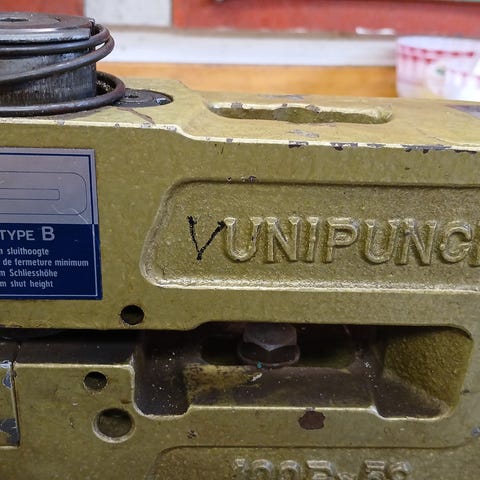 TYPE B
sluithoogte
de fermeture minimum
Schliesshöhe
shut height
V UNIPUNC